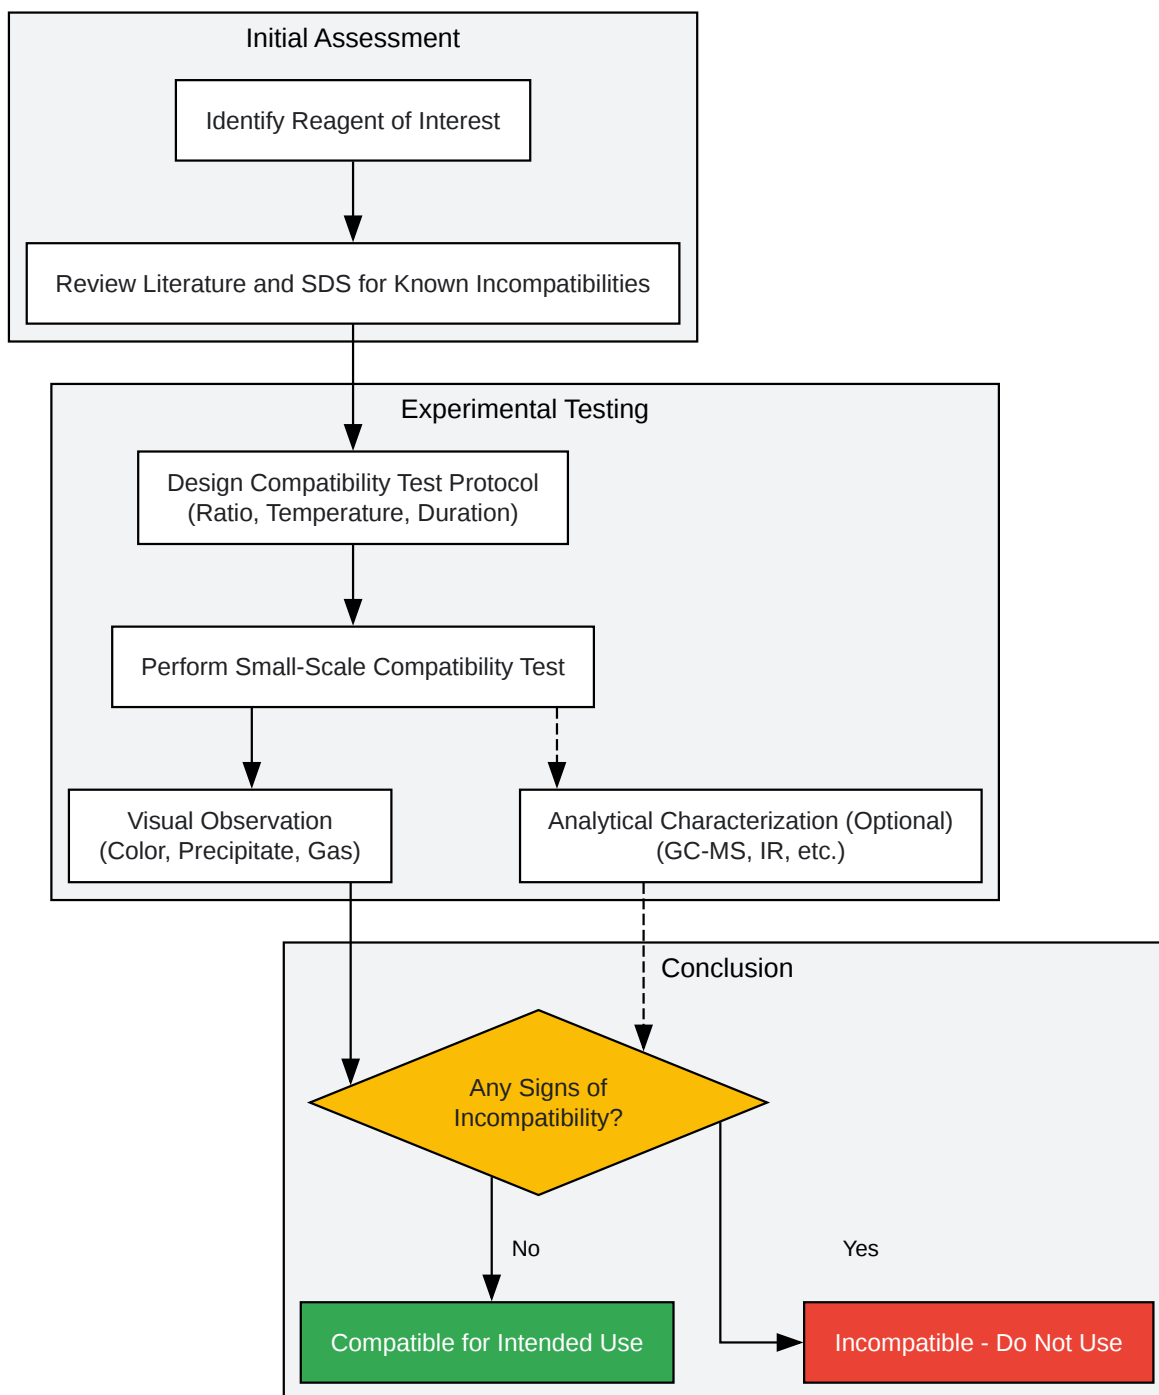 Initial Assessment
Identify Reagent of Interest
Review Literature and SDS for Known Incompatibilities
Experimental Testing
Design Compatibility Test Protocol
(Ratio, Temperature, Duration)
Perform Small-Scale Compatibility Test
Visual Observation
(Color, Precipitate, Gas)
Analytical Characterization (Optional)
(GC-MS, IR, etc.)
Conclusion
Any Signs of
Incompatibility?
No
Yes
Compatible for Intended Use
Incompatible - Do Not Use